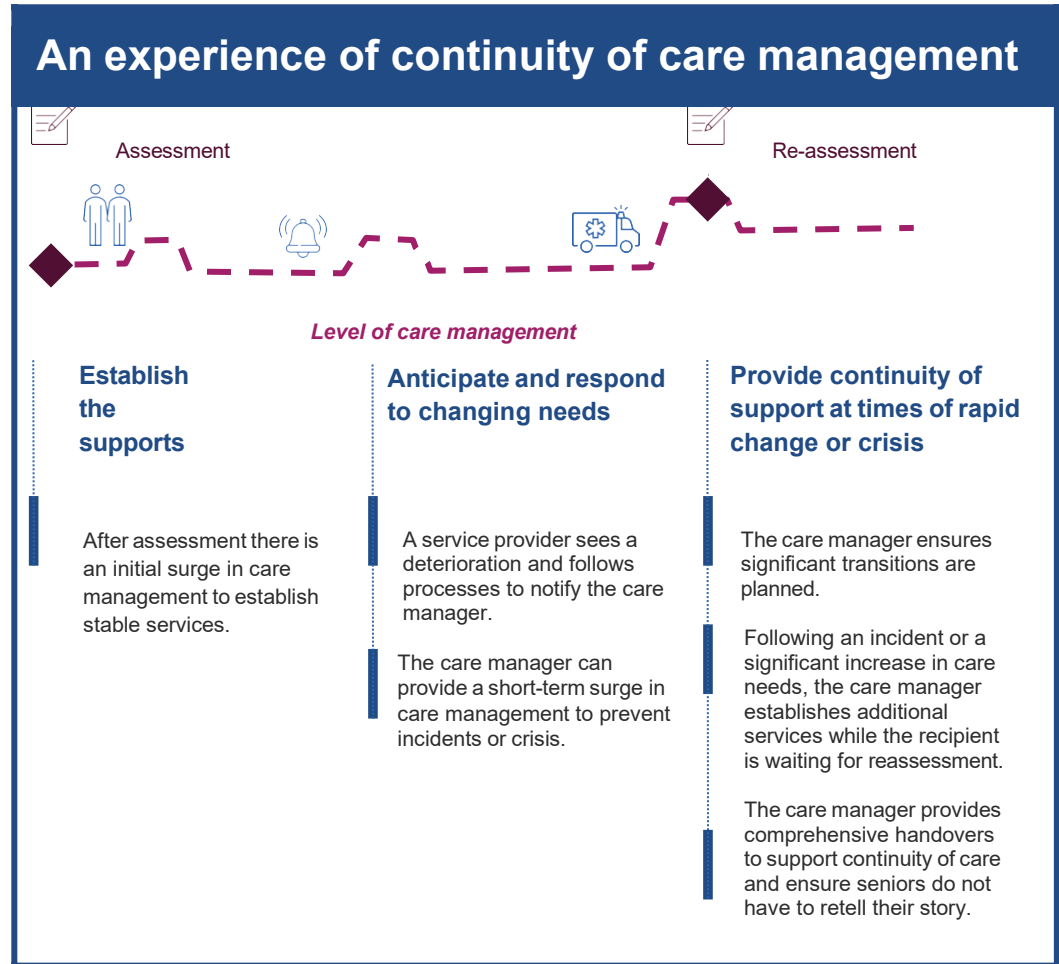 An experience of continuity of care management
Assessment
Re-assessment
Level of care management
Establish
the
supports
After assessment there is
an initial surge in care
management to establish
stable services.
Anticipate and respond
to changing needs
A service provider sees a
deterioration and follows
processes to notify the care
manager.
The care manager can
provide a short-term surge in
care management to prevent
incidents or crisis.
Provide continuity of
support at times of rapid
change or crisis
The care manager ensures
significant transitions are
planned.
Following an incident or a
significant increase in care
needs, the care manager
establishes additional
services while the recipient
is waiting for reassessment.
The care manager provides
comprehensive handovers
to support continuity of care
and ensure seniors do not
have to retell their story.